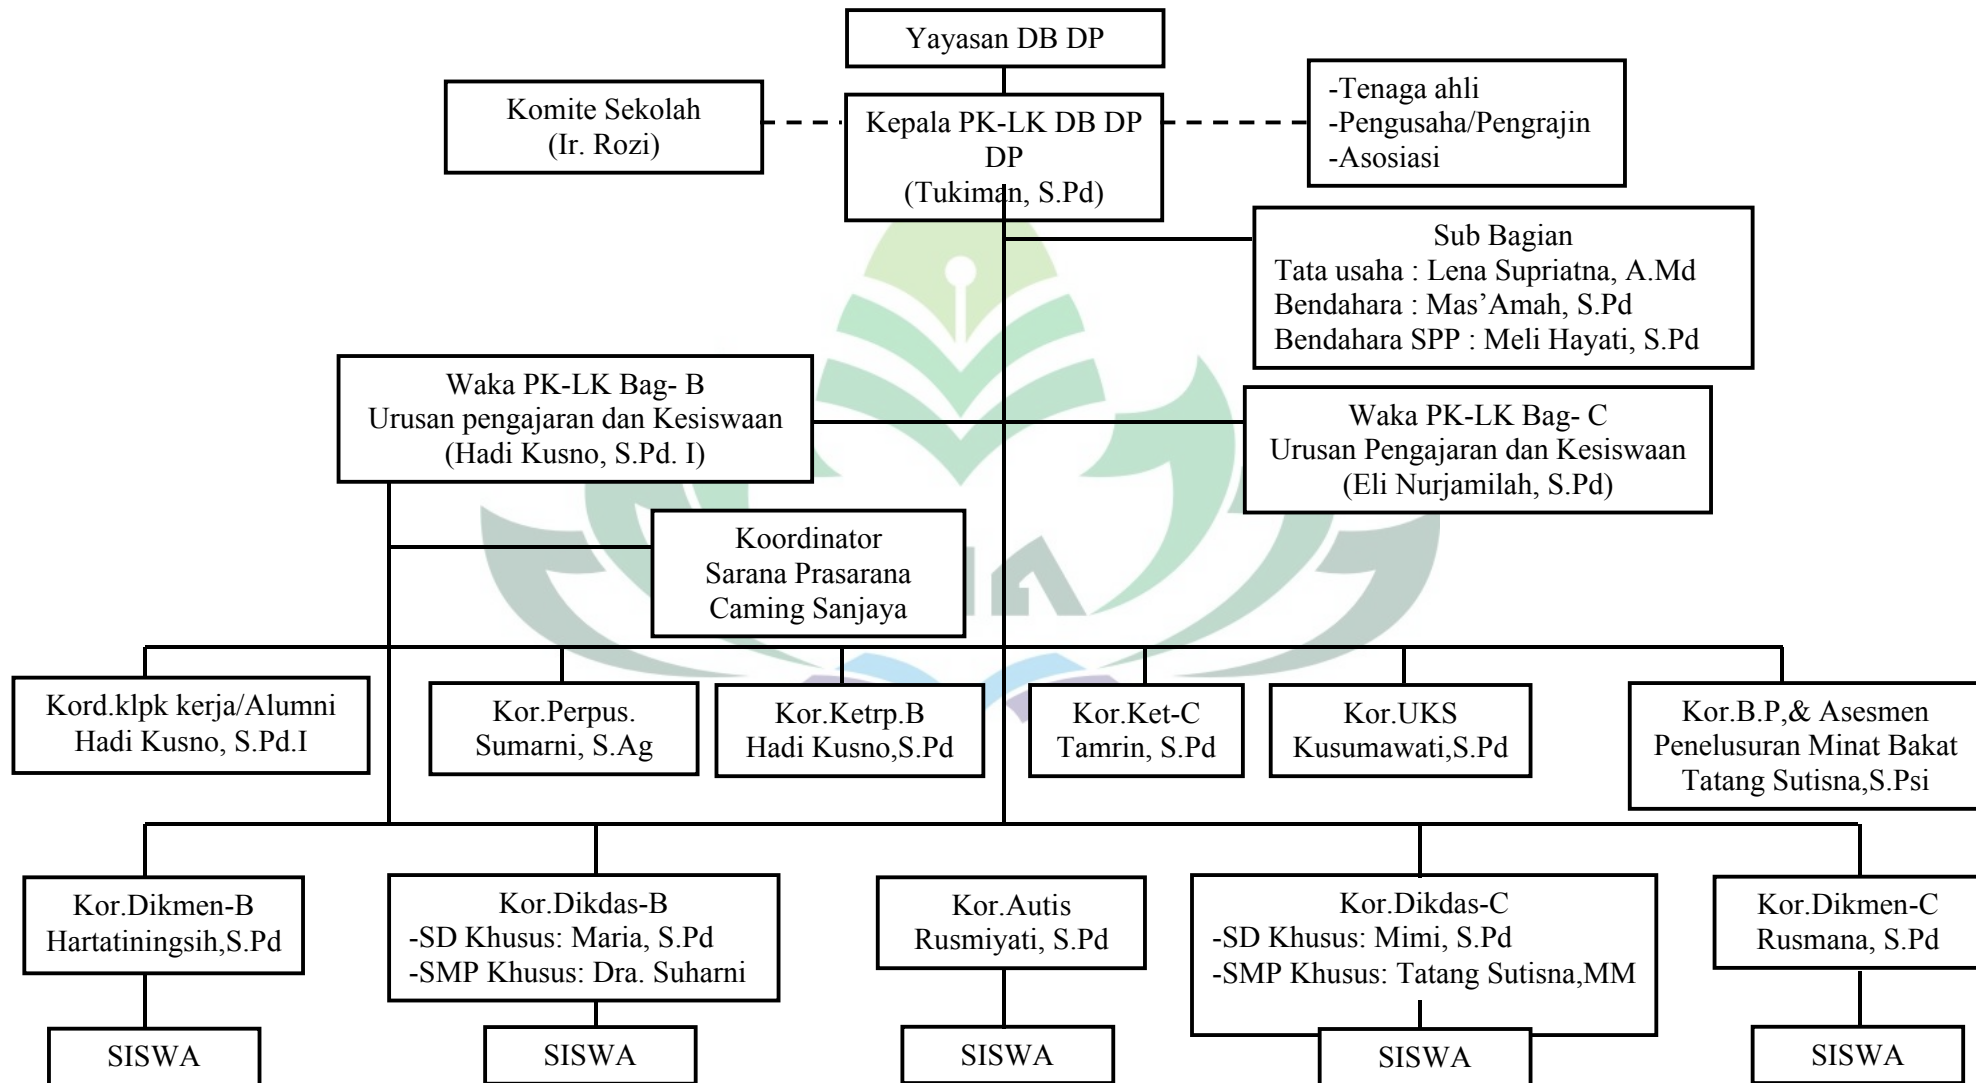 Yayasan DB DP
Komite Sekolah
(Ir. Rozi)
Kepala PK-LK DB DP
DP
(Tukiman, S.Pd)
-Tenaga ahli
-Pengusaha/Pengrajin
-Asosiasi
Sub Bagian
Tata usaha : Lena Supriatna, A.Md
Bendahara : Mas’Amah, S.Pd
Bendahara SPP : Meli Hayati, S.Pd
Waka PK-LK Bag- B
Urusan pengajaran dan Kesiswaan
(Hadi Kusno, S.Pd. I)
Waka PK-LK Bag- C
Urusan Pengajaran dan Kesiswaan
(Eli Nurjamilah, S.Pd)
Koordinator
Sarana Prasarana
Caming Sanjaya
Kord.klpk kerja/Alumni
Hadi Kusno, S.Pd.I
Kor.Perpus.
Sumarni, S.Ag
Kor.Ketrp.B
Hadi Kusno,S.Pd
Kor.Ket-C
Tamrin, S.Pd
Kor.UKS
Kusumawati,S.Pd
Kor.B.P,& Asesmen
Penelusuran Minat Bakat
Tatang Sutisna,S.Psi
Kor.Dikmen-B
Hartatiningsih,S.Pd
Kor.Dikdas-B
-SD Khusus: Maria, S.Pd
-SMP Khusus: Dra. Suharni
Kor.Autis
Rusmiyati, S.Pd
Kor.Dikdas-C
-SD Khusus: Mimi, S.Pd
-SMP Khusus: Tatang Sutisna,MM
Kor.Dikmen-C
Rusmana, S.Pd
SISWA
SISWA
SISWA
SISWA
SISWA